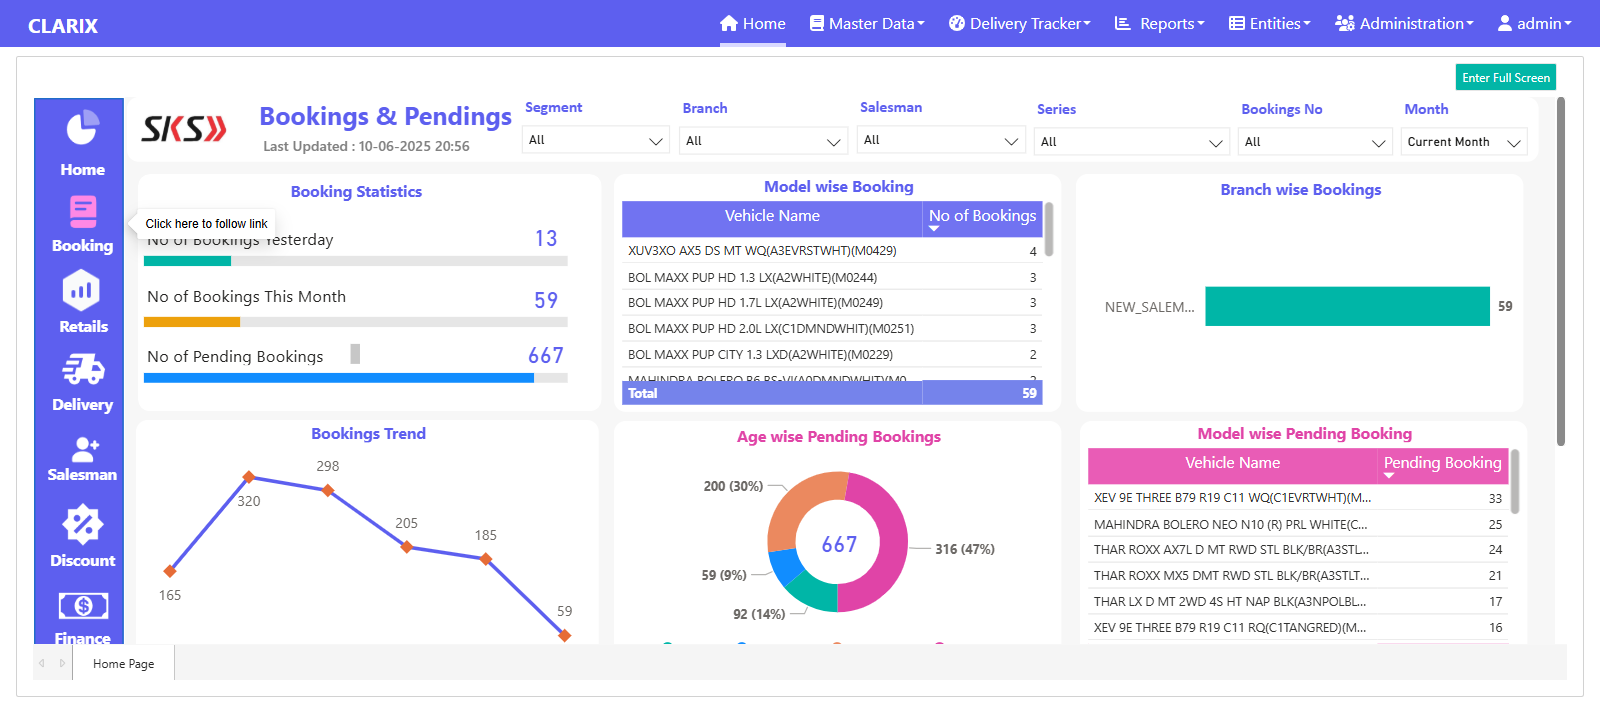 CLARIX
Home
Master Data
Delivery Tracker
Reports
Entities
Administration
admin
Enter Full Screen
Home
Booking
Retails
Delivery
Salesman
Discount
Finance
SKS
Bookings & Pendings
Last Updated : 10-06-2025 20:56
Segment
All
Branch
All
Salesman
All
Series
All
Bookings No
All
Month
Current Month
Click here to follow link
Booking Statistics
No of Bookings Yesterday 13
No of Bookings This Month 59
No of Pending Bookings 667
Model wise Booking
Vehicle Name No of Bookings
XUV3XO AX5 DS MT WQ(A3EVRSTWHT)(M0429) 4
BOL MAXX PUP HD 1.3 LX(A2WHITE)(M0244) 3
BOL MAXX PUP HD 1.7L LX(A2WHITE)(M0249) 3
BOL MAXX PUP HD 2.0L LX(C1DMNDWHIT)(M0251) 3
BOL MAXX PUP CITY 1.3 LXD(A2WHITE)(M0229) 2
MAHINDRA BOLERO B6 BS-VI(A0DMNDWHIT)(M0... 2
Total 59
Branch wise Bookings
NEW_SALEM... 59
Bookings Trend
165
320
298
205
185
59
Age wise Pending Bookings
200 (30%)
59 (9%)
92 (14%)
667
316 (47%)
Model wise Pending Booking
Vehicle Name Pending Booking
XEV 9E THREE B79 R19 C11 WQ(C1EVRTWHT)(M... 33
MAHINDRA BOLERO NEO N10 (R) PRL WHITE(C... 25
THAR ROXX AX7L D MT RWD STL BLK/BR(A3STL... 24
THAR ROXX MX5 DMT RWD STL BLK/BR(A3STLT... 21
THAR LX D MT 2WD 4S HT NAP BLK(A3NPOLBL... 17
XEV 9E THREE B79 R19 C11 RQ(C1TANGRED)(M... 16
Home Page